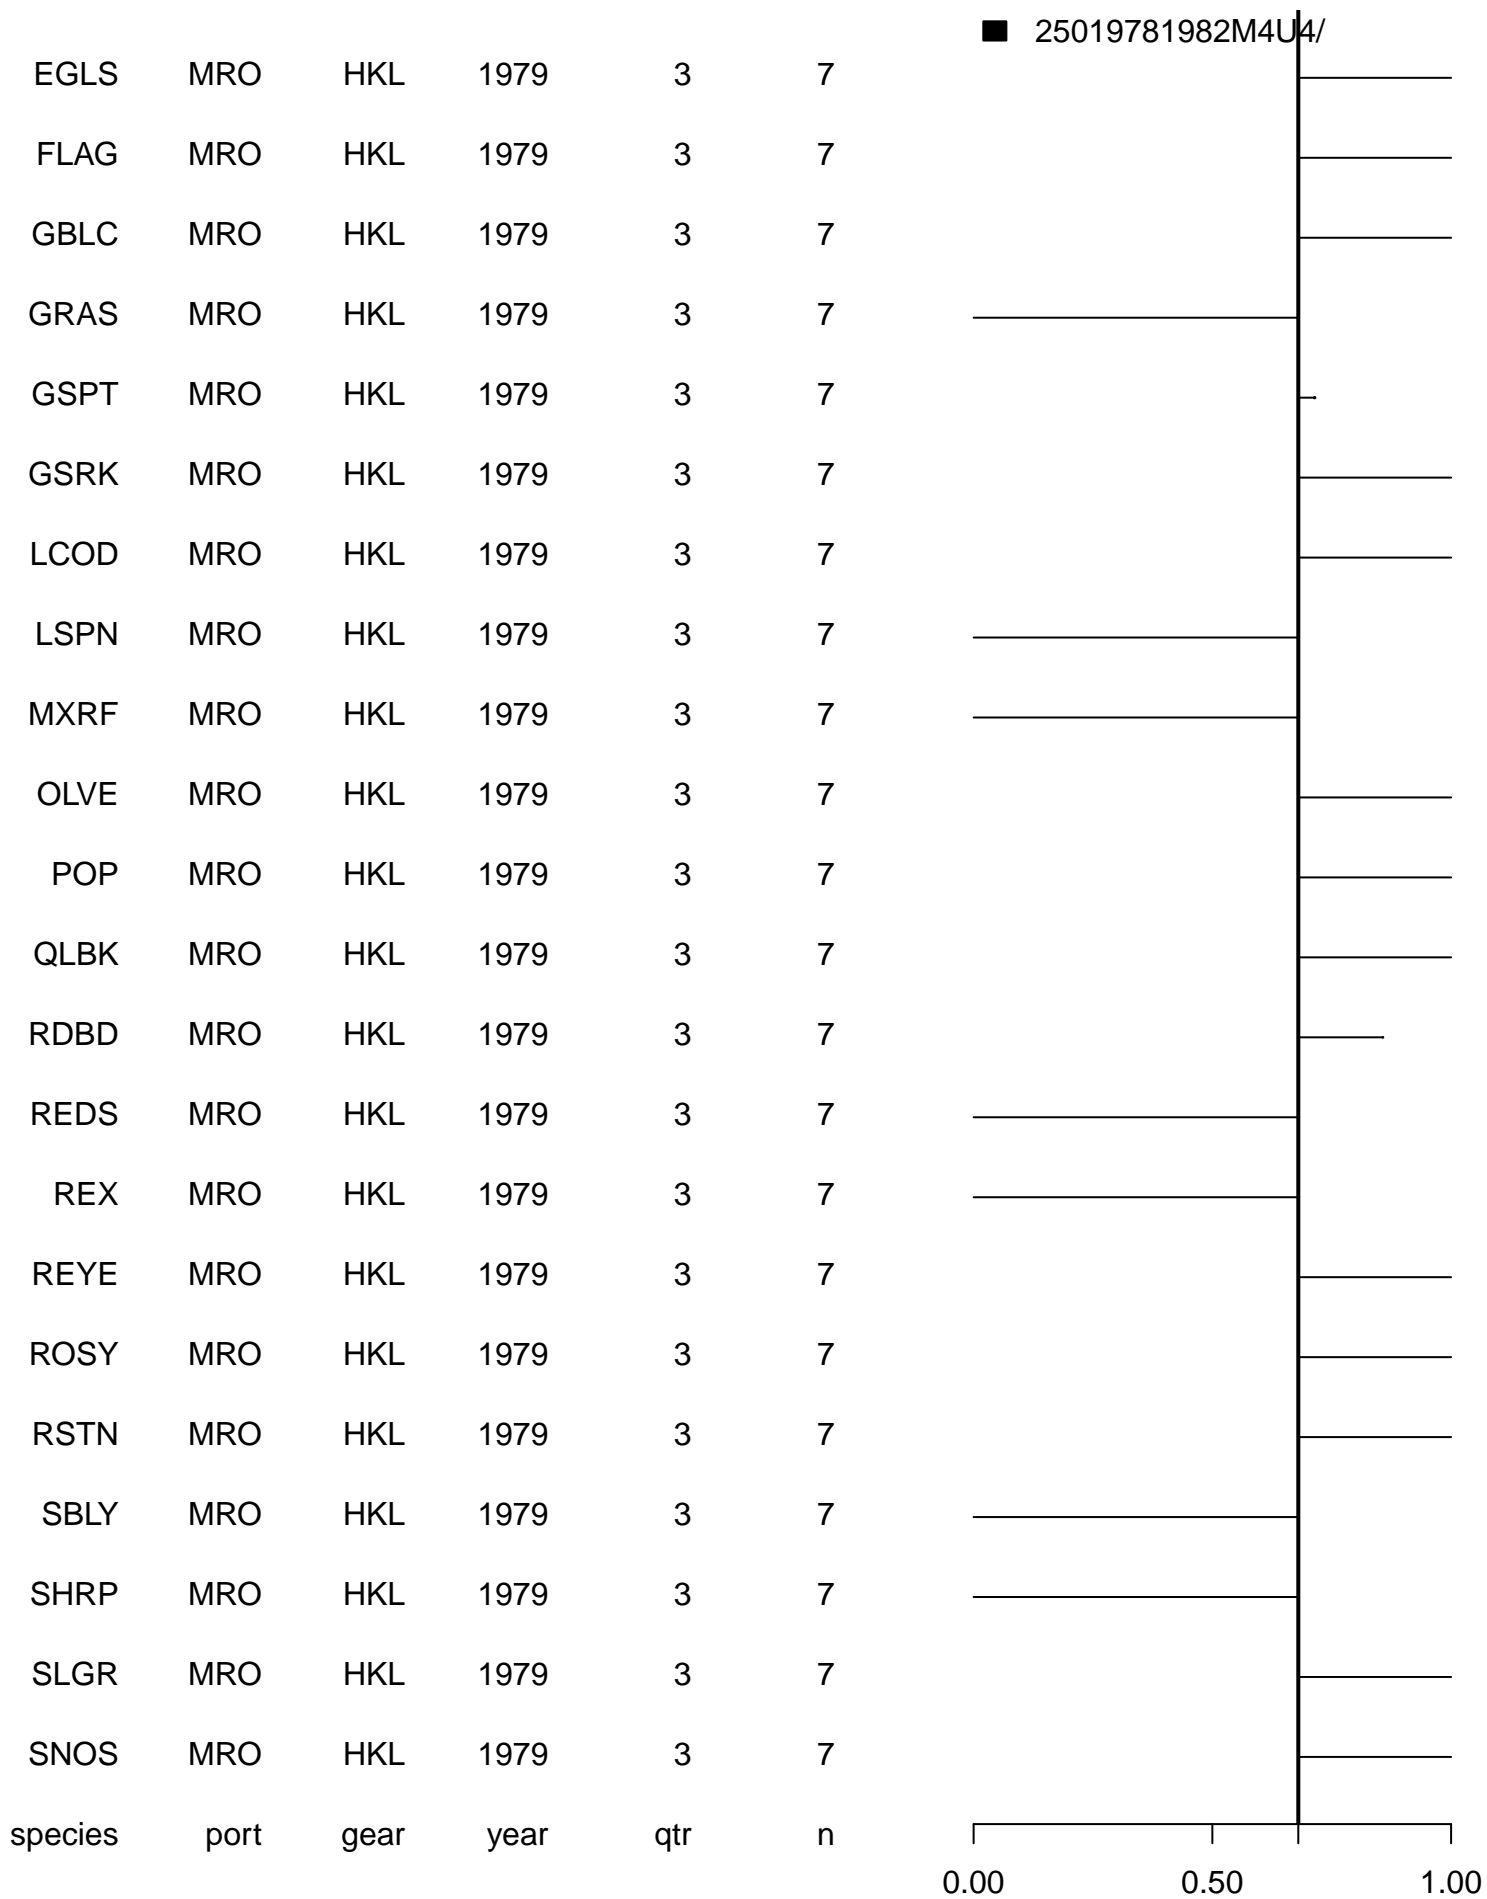 25019781982M4U4/
EGLS MRO HKL 1979 3 7
FLAG MRO HKL 1979 3 7
GBLC MRO HKL 1979 3 7
GRAS MRO HKL 1979 3 7
GSPT MRO HKL 1979 3 7
GSRK MRO HKL 1979 3 7
LCOD MRO HKL 1979 3 7
LSPN MRO HKL 1979 3 7
MXRF MRO HKL 1979 3 7
OLVE MRO HKL 1979 3 7
POP MRO HKL 1979 3 7
QLBK MRO HKL 1979 3 7
RDBD MRO HKL 1979 3 7
REDS MRO HKL 1979 3 7
REX MRO HKL 1979 3 7
REYE MRO HKL 1979 3 7
ROSY MRO HKL 1979 3 7
RSTN MRO HKL 1979 3 7
SBLY MRO HKL 1979 3 7
SHRP MRO HKL 1979 3 7
SLGR MRO HKL 1979 3 7
SNOS MRO HKL 1979 3 7
species port gear year qtr n
0.00 0.50 1.00